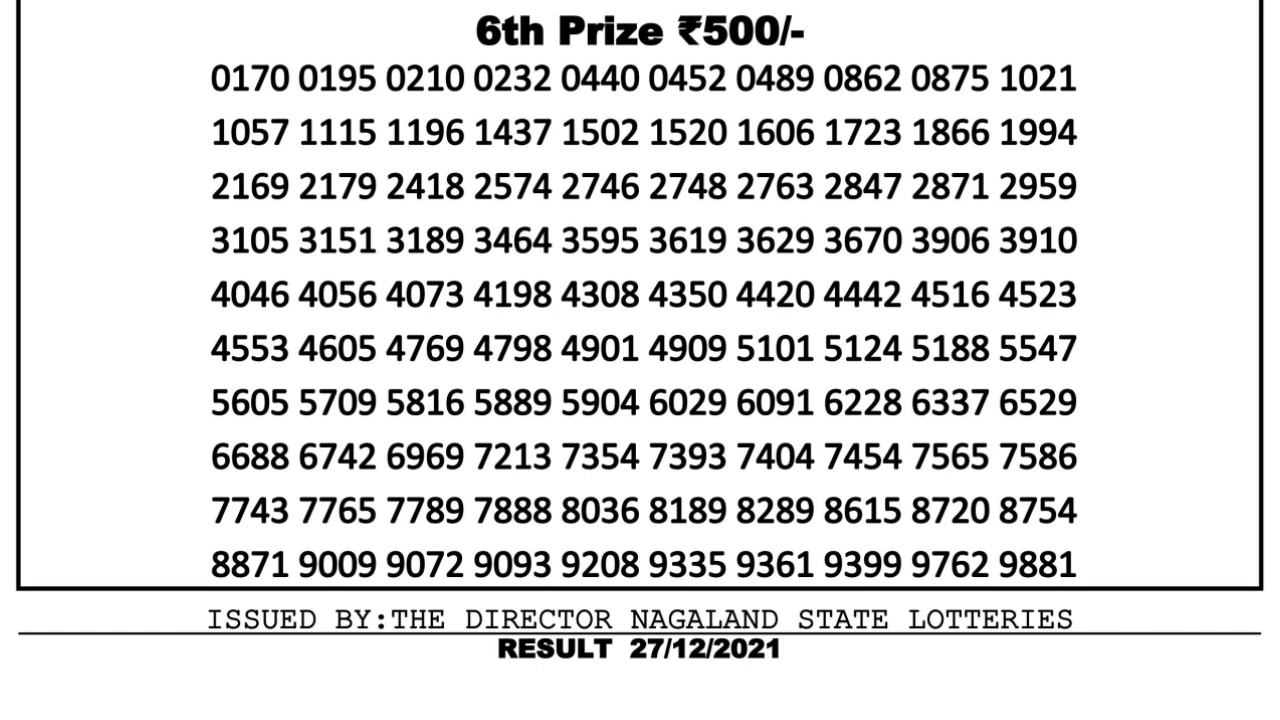 6th Prize ₹500/-
0170 0195 0210 0232 0440 0452 0489 0862 0875 1021
1057 1115 1196 1437 1502 1520 1606 1723 1866 1994
2169 2179 2418 2574 2746 2748 2763 2847 2871 2959
3105 3151 3189 3464 3595 3619 3629 3670 3906 3910
4046 4056 4073 4198 4308 4350 4420 4442 4516 4523
4553 4605 4769 4798 4901 4909 5101 5124 5188 5547
5605 5709 5816 5889 5904 6029 6091 6228 6337 6529
6688 6742 6969 7213 7354 7393 7404 7454 7565 7586
7743 7765 7789 7888 8036 8189 8289 8615 8720 8754
8871 9009 9072 9093 9208 9335 9361 9399 9762 9881
ISSUED BY:THE DIRECTOR NAGALAND STATE LOTTERIES
RESULT 27/12/2021